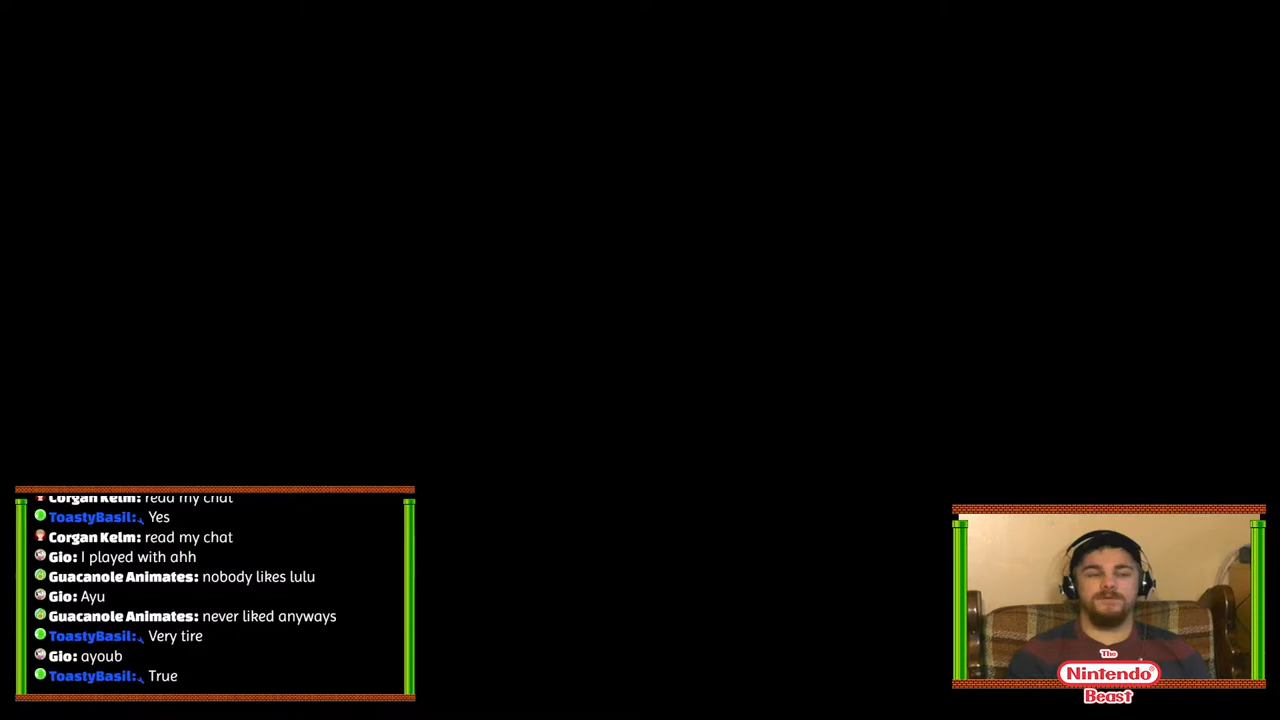 Corgan Kelm: read my chat
ToastyBasil: Yes
Corgan Kelm: read my chat
Gio: I played with ahh
Guacanole Animates: nobody likes lulu
Gio: Ayu
Guacanole Animates: never liked anyways
ToastyBasil: Very tire
Gio: ayoub
ToastyBasil: True
The
Nintendo®
Beast